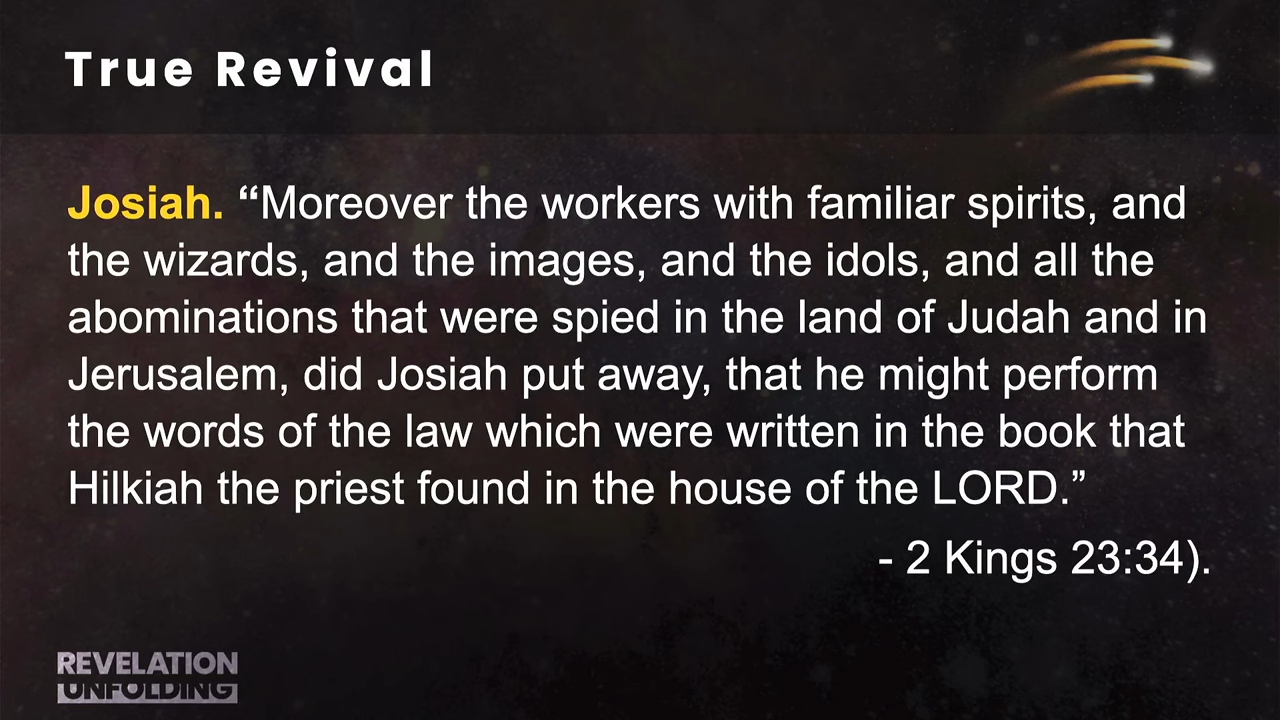 True Revival
Josiah. “Moreover the workers with familiar spirits, and
the wizards, and the images, and the idols, and all the
abominations that were spied in the land of Judah and in
Jerusalem, did Josiah put away, that he might perform
the words of the law which were written in the book that
Hilkiah the priest found in the house of the LORD.”
- 2 Kings 23:34).
REVELATION
UNFOLDING